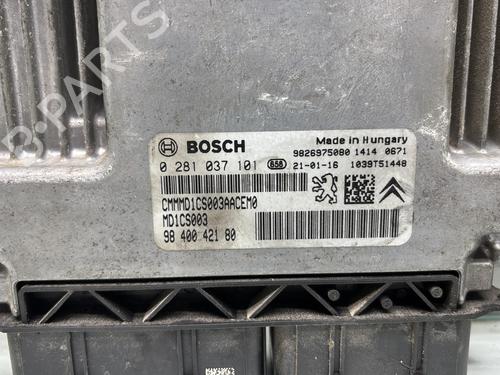 B-PARTS
BOSCH
Made in Hungary
9826975080 1414 0671
0 281 037 101 658 21-01-16 1039T51448
CMMMD1CS003AACEM0
MD1CS003
98 400 421 80